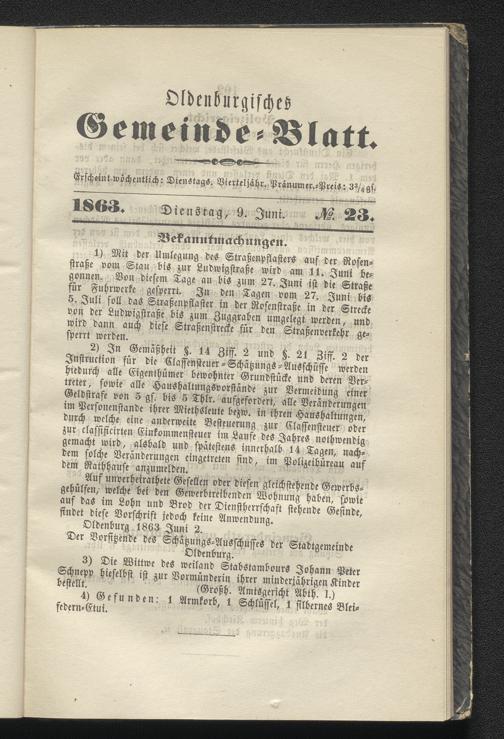 Oldenburgisches
Gemeinde-Blatt.
Erscheint wöchentlich: Dienstags. Vierteljähr. Pränumer.-Preis: 3¾ gs.
1863. Dienstag, 9. Juni. № 23.
Bekanntmachungen.
1) Mit der Umlegung des Straßenpflasters auf der Rosen-
straße vom Stau bis zur Ludwigstraße wird am 11. Juni be-
gonnen. Von diesem Tage an bis zum 27. Juni ist die Straße
für Fuhrwerke gesperrt. In den Tagen vom 27. Juni bis
5. Juli soll das Straßenpflaster in der Rosenstraße in der Strecke
von der Ludwigstraße bis zum Zuggraben umgelegt werden, und
wird dann auch diese Straßenstrecke für den Straßenverkehr ge-
sperrt werden.
2) In Gemäßheit §. 14 Ziff. 2 und §. 21 Ziff. 2 der
Instruction für die Classensteuer-Schäzungs-Ausschüsse werden
hiedurch alle Eigenthümer bewohnter Grundstücke und deren Ver-
treter, sowie alle Haushaltungsvorstände zur Vermeidung einer
Geldstrafe von 5 gs. bis 5 Thlr. aufgefordert, alle Veränderungen
im Personenstande ihrer Miethsleute bezw. in ihren Haushaltungen,
durch welche eine anderweite Besteuerung zur Classensteuer oder
zur classificirten Einkommensteuer im Laufe des Jahres nothwendig
gemacht wird, alsbald und spätestens innerhalb 14 Tagen, nach-
dem solche Veränderungen eingetreten sind, im Polizeibüreau auf
dem Rathhause anzumelden.
Auf unverheirathete Gesellen oder diesen gleichstehende Gewerbs-
gehülfen, welche bei den Gewerbtreibenden Wohnung haben, sowie
auf das im Lohn und Brod der Dienstherrschaft stehende Gesinde,
findet diese Vorschrift jedoch keine Anwendung.
Oldenburg 1863 Juni 2.
Der Vorsitzende des Schäzungs-Ausschusses der Stadtgemeinde
Oldenburg.
3) Die Wittwe des weiland Stabstambours Johann Peter
Schnepp hieselbst ist zur Vormünderin ihrer minderjährigen Kinder
bestellt. (Großh. Amtsgericht Abth. I.)
4) Gefunden: 1 Armkorb, 1 Schlüssel, 1 silbernes Blei-
federn-Etui.